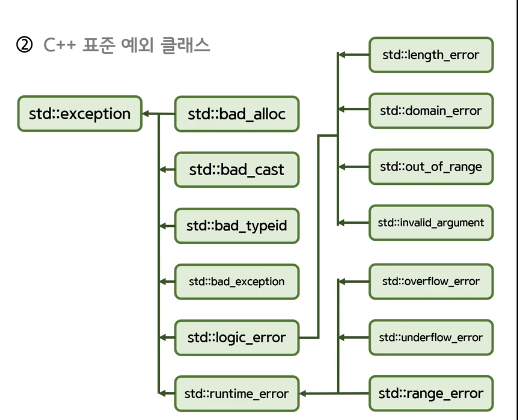 ② C++ 표준 예외 클래스
std::exception
std::bad_alloc
std::bad_cast
std::bad_typeid
std::bad_exception
std::logic_error
std::runtime_error
std::length_error
std::domain_error
std::out_of_range
std::invalid_argument
std::overflow_error
std::underflow_error
std::range_error